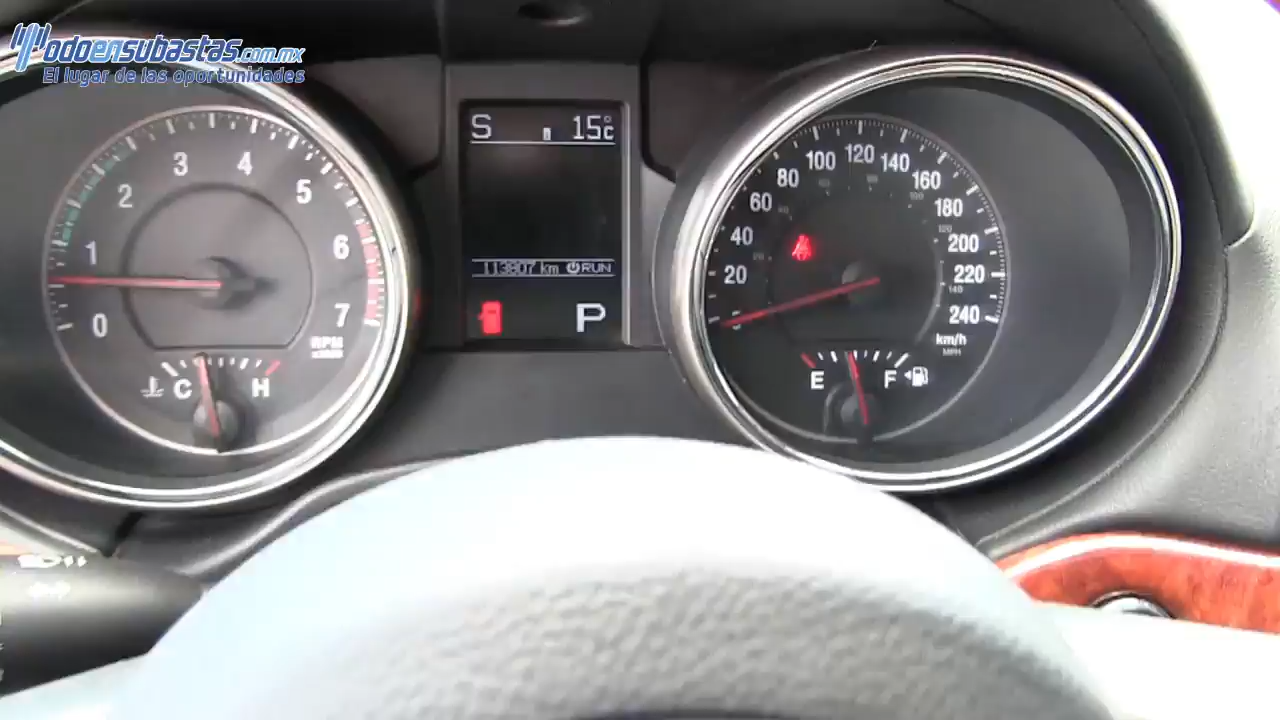 Todoensubastas.com.mx
El lugar de las oportunidades
S 15°C
113807 km RUN
P
0
1
2
3
4
5
6
7
RPM
C H
20
40
60
80
100
120
140
160
180
200
220
240
km/h
MPH
E F